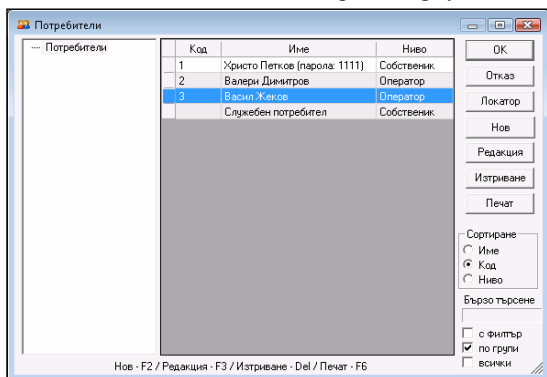 Потребители
Потребители
Код Име Ниво
1 Христо Петков (парола: 1111) Собственик
2 Валери Димитров Оператор
3 Васил Жеков Оператор
Служебен потребител Собственик
OK
Отказ
Локатор
Нов
Редакция
Изтриване
Печат
Сортиране
Име
Код
Ниво
Бързо търсене
с филтър
по групи
всички
Нов - F2 / Редакция - F3 / Изтриване - Del / Печат - F6